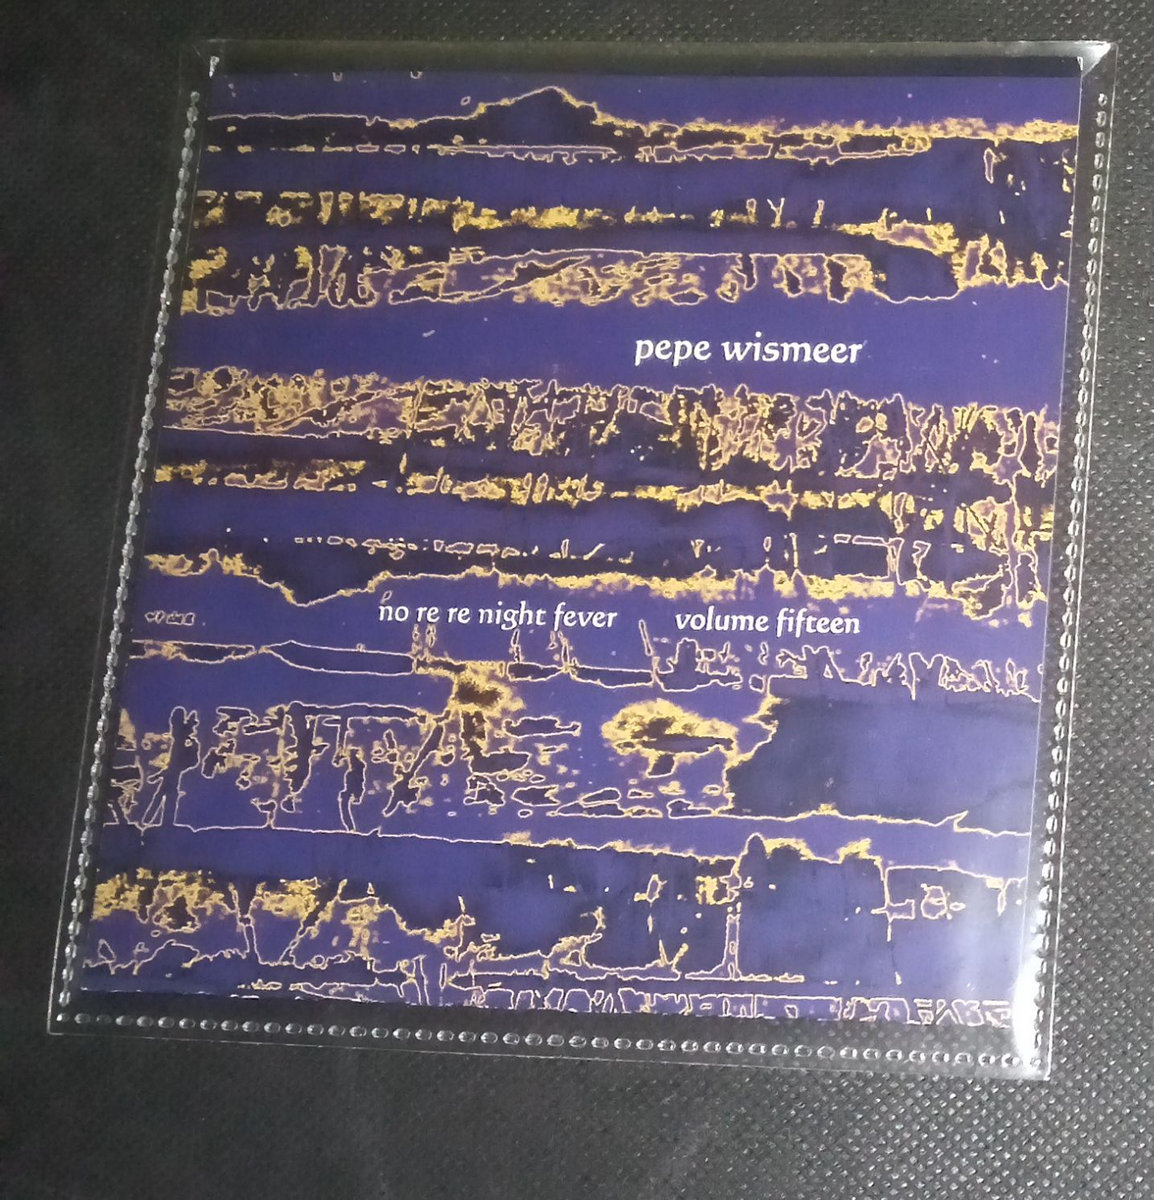 pepe wismeer
no re re night fever volume fifteen